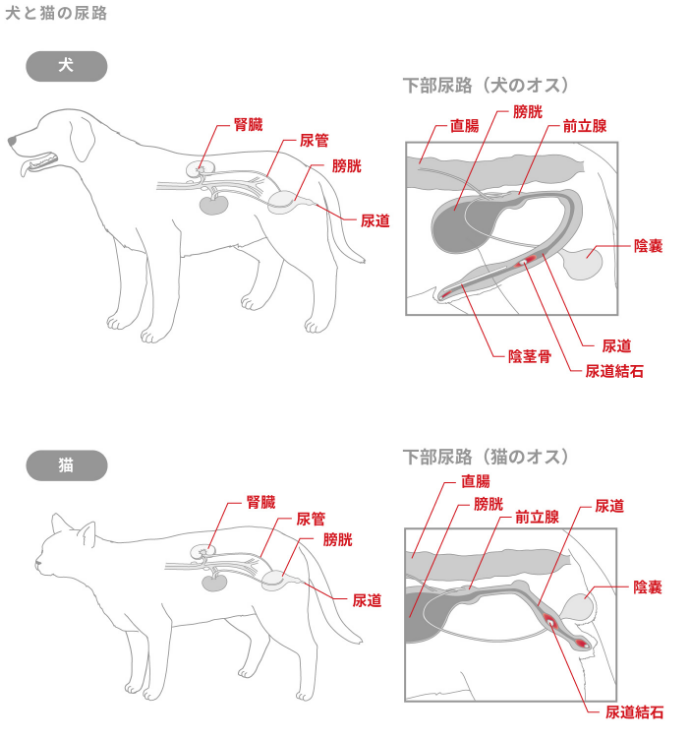 犬と猫の尿路
犬
下部尿路（犬のオス）
腎臓
尿管
膀胱
尿道
膀胱
直腸
前立腺
陰嚢
尿道
陰茎骨
尿道結石
猫
下部尿路（猫のオス）
腎臓
尿管
膀胱
尿道
直腸
膀胱
前立腺
尿道
陰嚢
尿道結石